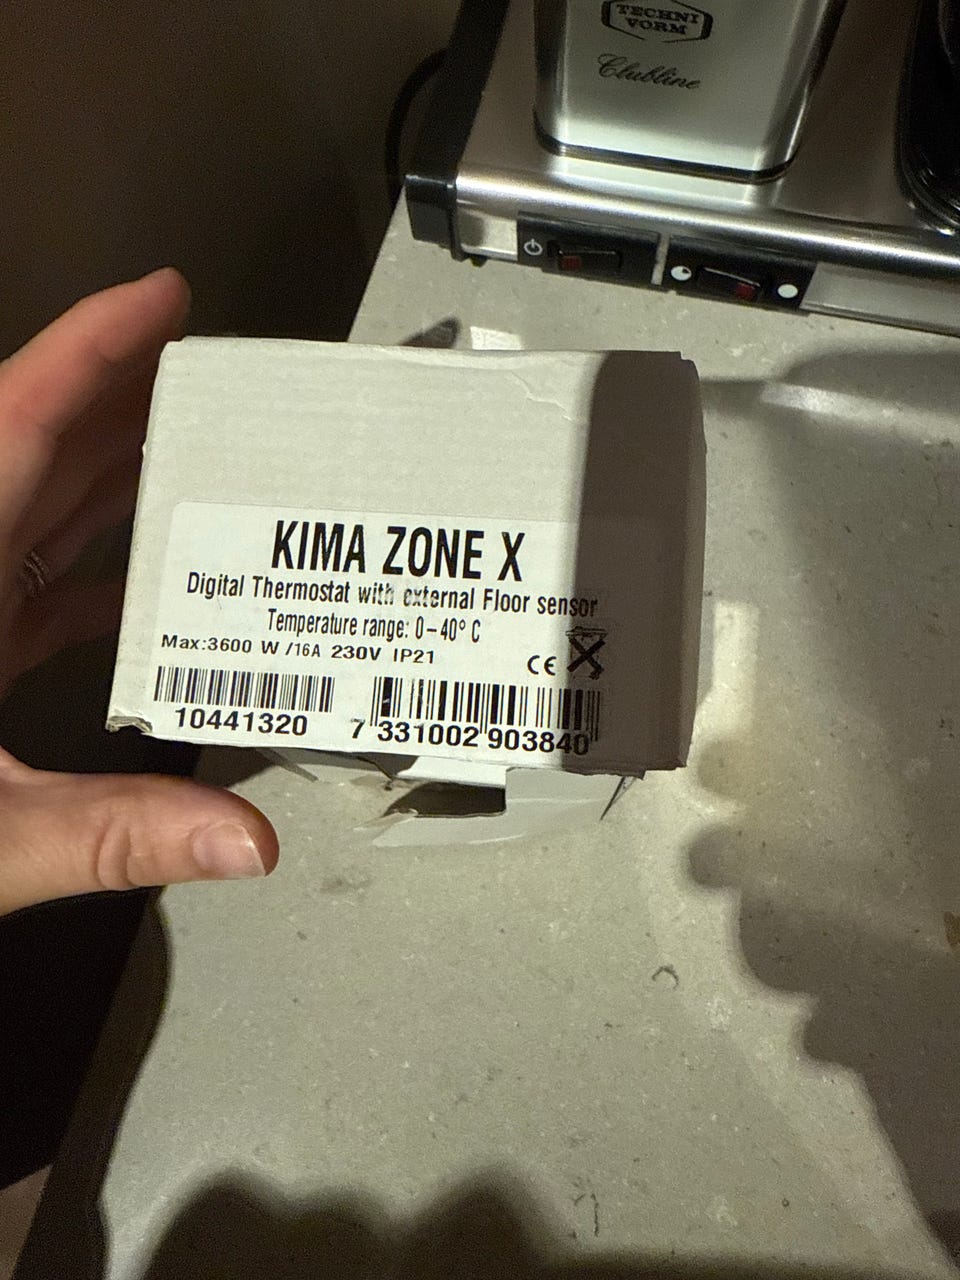 TECHNI
VORM
Clubline
KIMA ZONE X
Digital Thermostat with external Floor sensor
Temperature range: 0-40° C
Max:3600 W /16A 230V IP21
CE
10441320
7 331002 903840